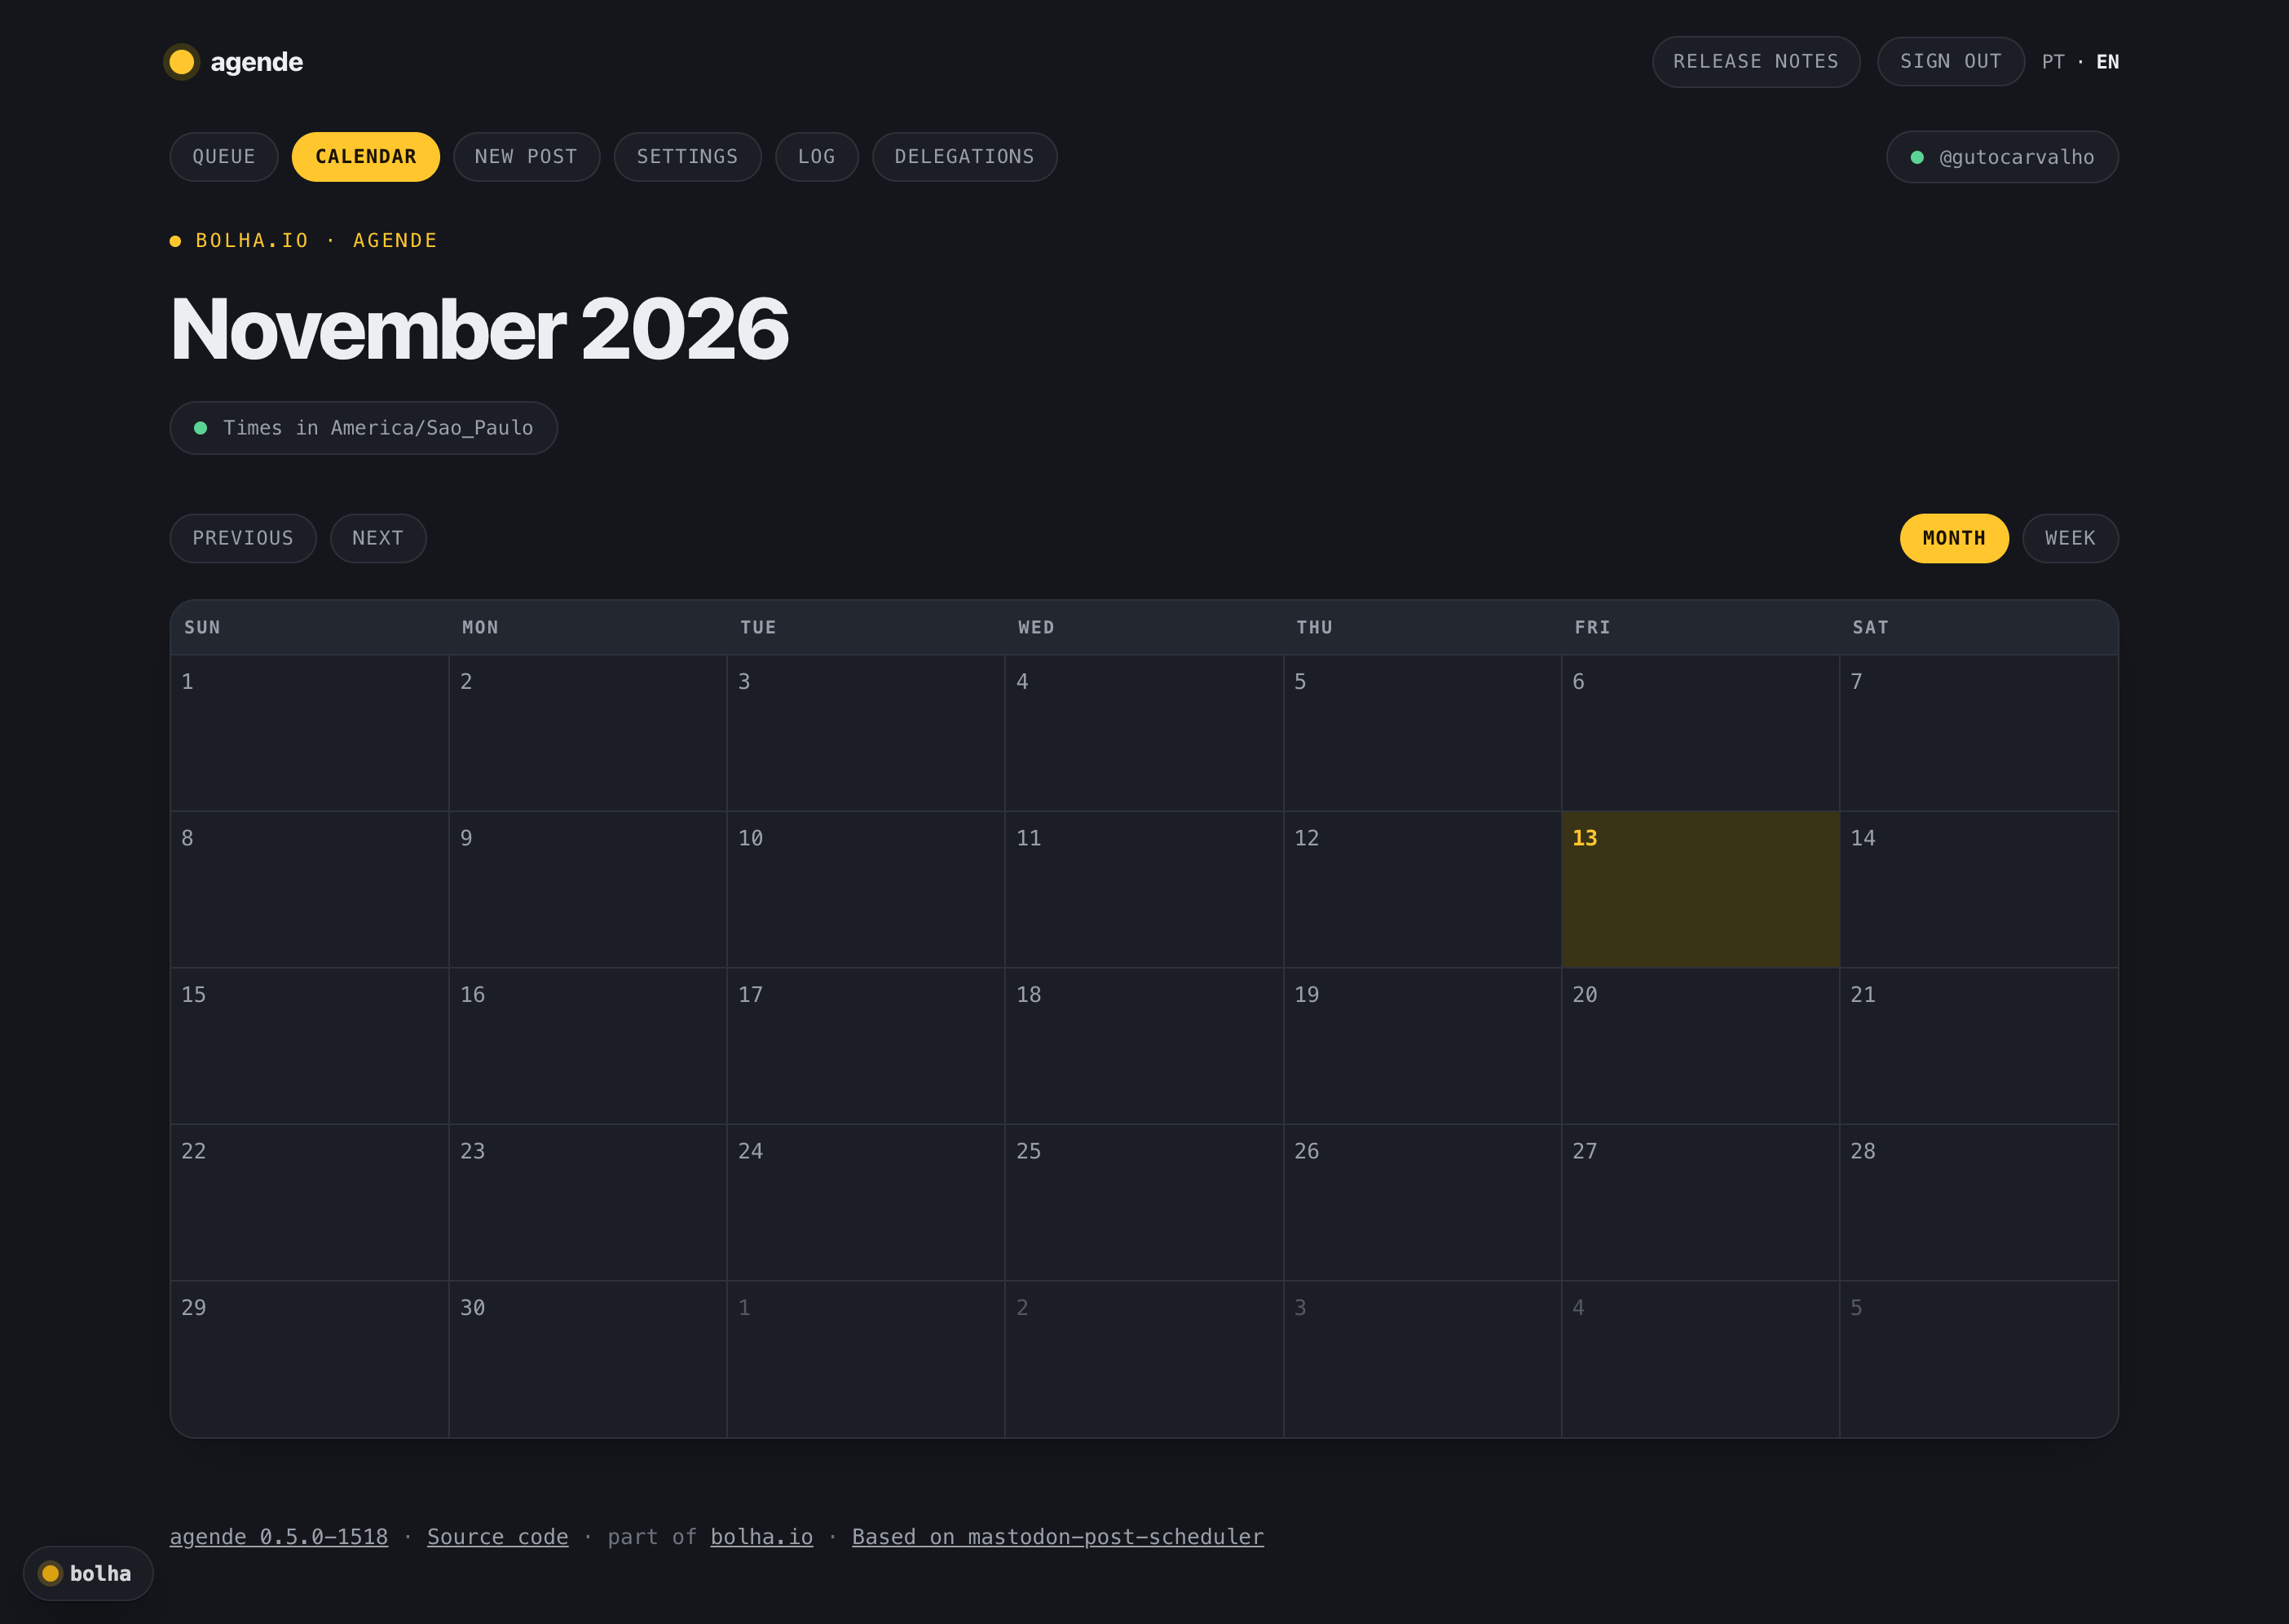 agende
RELEASE NOTES SIGN OUT PT · EN
QUEUE CALENDAR NEW POST SETTINGS LOG DELEGATIONS @gutocarvalho
BOLHA.IO · AGENDE
November 2026
Times in America/Sao_Paulo
PREVIOUS NEXT MONTH WEEK
SUN MON TUE WED THU FRI SAT
1 2 3 4 5 6 7
8 9 10 11 12 13 14
15 16 17 18 19 20 21
22 23 24 25 26 27 28
29 30 1 2 3 4 5
agende 0.5.0-1518 · Source code · part of bolha.io · Based on mastodon-post-scheduler
bolha